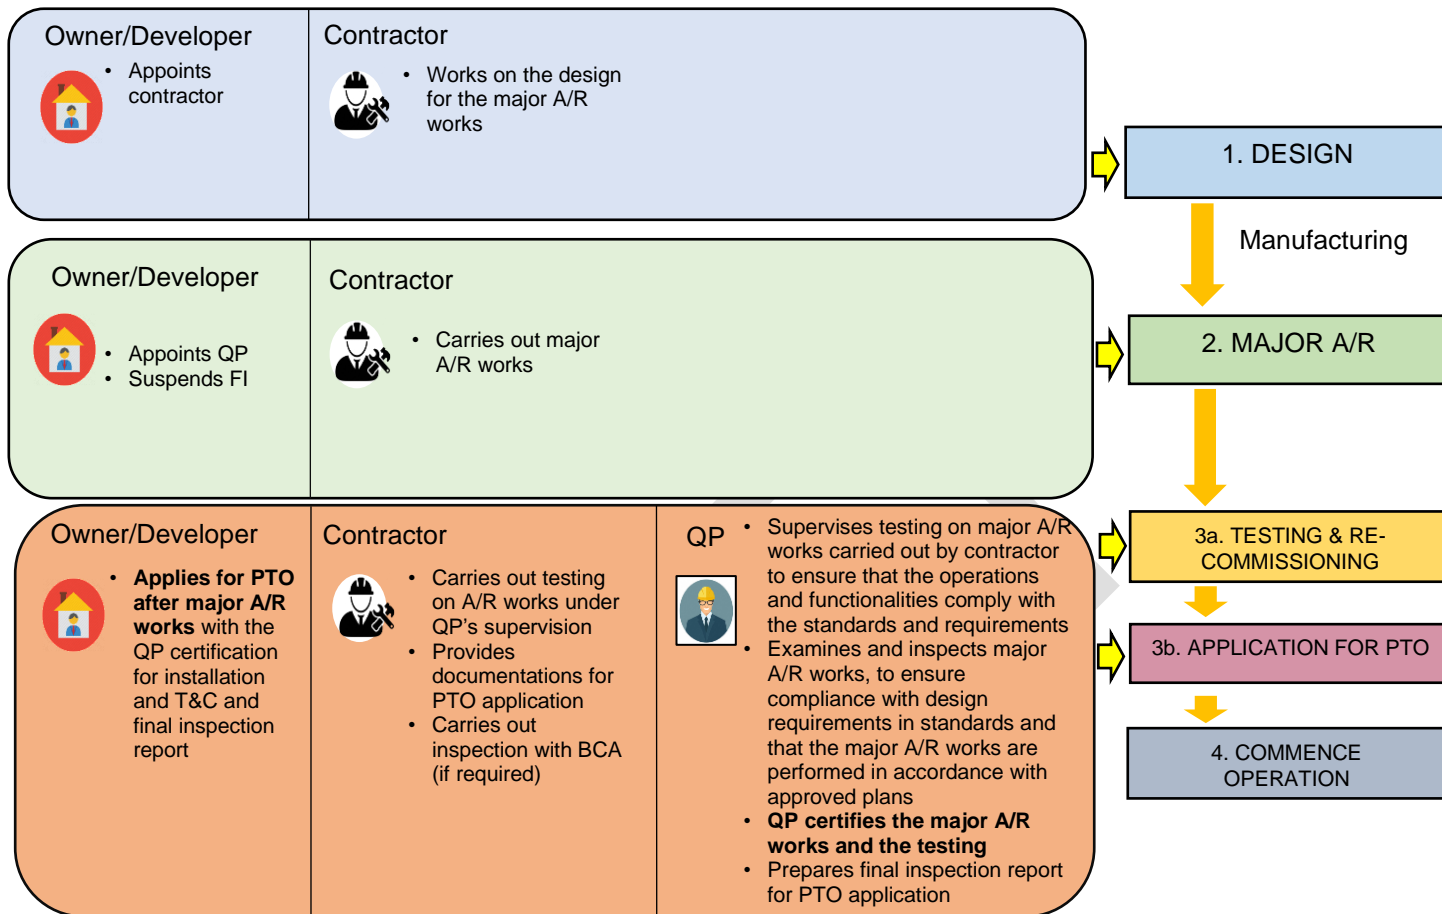 Owner/Developer
• Appoints
contractor
Contractor
• Works on the design
for the major A/R
works
1. DESIGN
Manufacturing
Owner/Developer
• Appoints QP
• Suspends FI
Contractor
• Carries out major
A/R works
2. MAJOR A/R
Owner/Developer
• Applies for PTO
after major A/R
works with the
QP certification
for installation
and T&C and
final inspection
report
Contractor
• Carries out testing
on A/R works under
QP’s supervision
• Provides
documentations for
PTO application
• Carries out
inspection with BCA
(if required)
QP
• Supervises testing on major A/R
works carried out by contractor
to ensure that the operations
and functionalities comply with
the standards and requirements
• Examines and inspects major
A/R works, to ensure
compliance with design
requirements in standards and
that the major A/R works are
performed in accordance with
approved plans
• QP certifies the major A/R
works and the testing
• Prepares final inspection report
for PTO application
3a. TESTING & RE-
COMMISSIONING
3b. APPLICATION FOR PTO
4. COMMENCE
OPERATION